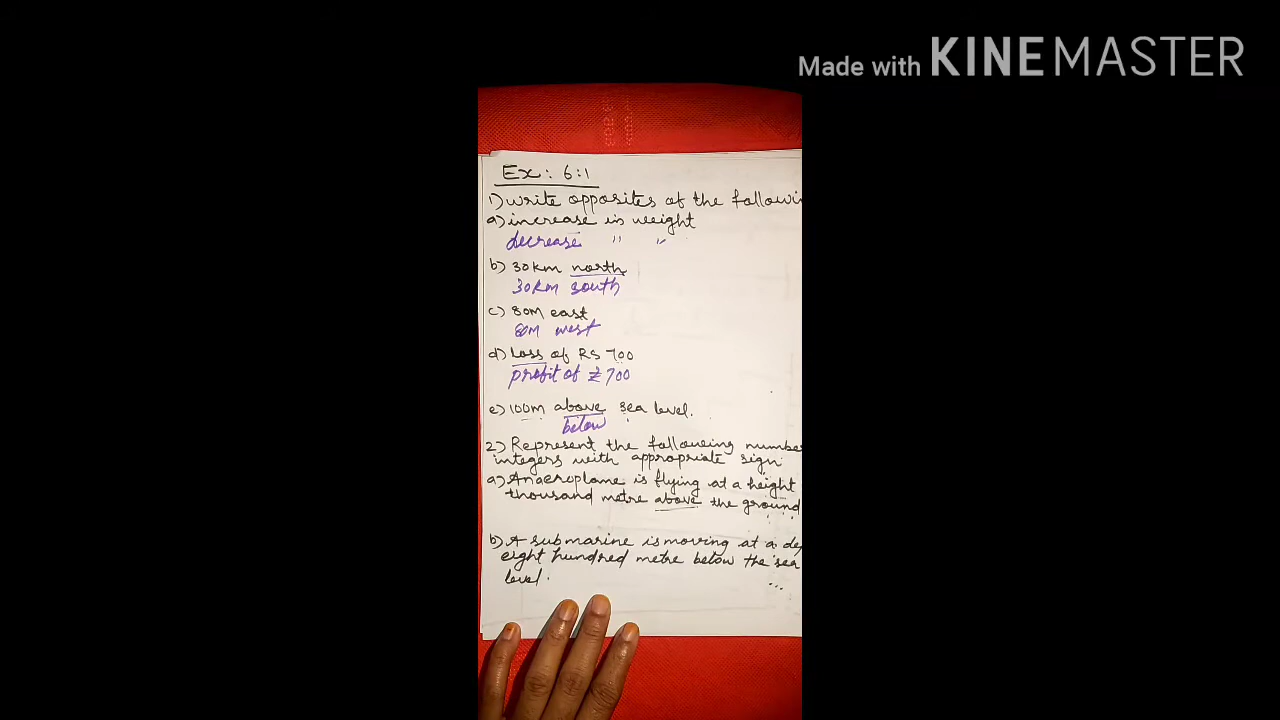 Made with KINEMASTER
Ex: 6:1
1) write opposites of the followin
a) increase in weight
decrease " "
b) 30km north
30km south
c) 80M east
80M west
d) Loss of RS 700
profit of ₹ 700
e) 100M above sea level.
below
2) Represent the following number
integers with appropriate sign
a) An aeroplane is flying at a height
thousand metre above the ground
b) A submarine is moving at a dep
eight hundred metre below the sea
level.